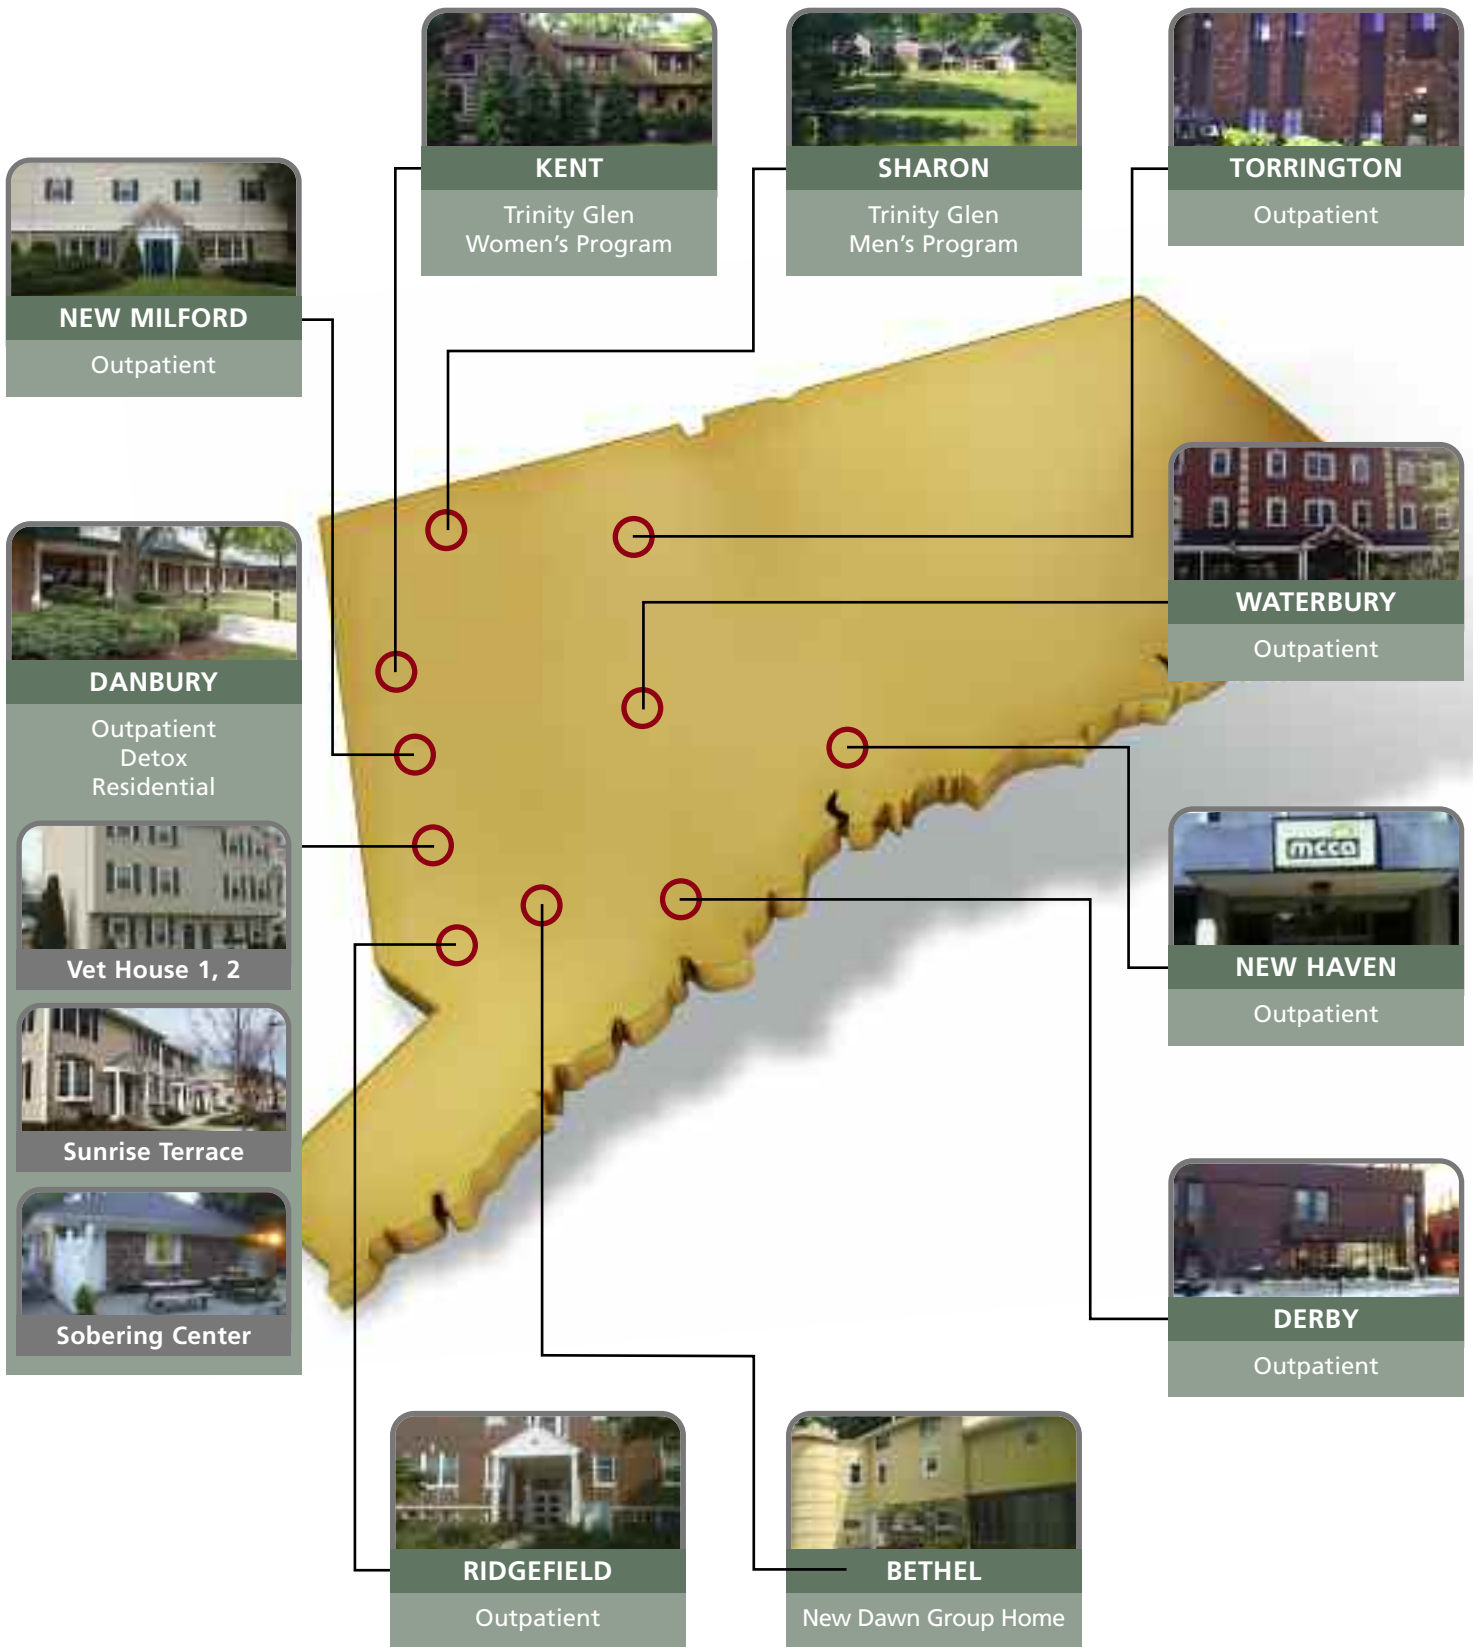 KENT
Trinity Glen
Women's Program
SHARON
Trinity Glen
Men's Program
TORRINGTON
Outpatient
NEW MILFORD
Outpatient
DANBURY
Outpatient
Detox
Residential
Vet House 1, 2
Sunrise Terrace
Sobering Center
WATERBURY
Outpatient
mcca
NEW HAVEN
Outpatient
DERBY
Outpatient
RIDGEFIELD
Outpatient
BETHEL
New Dawn Group Home